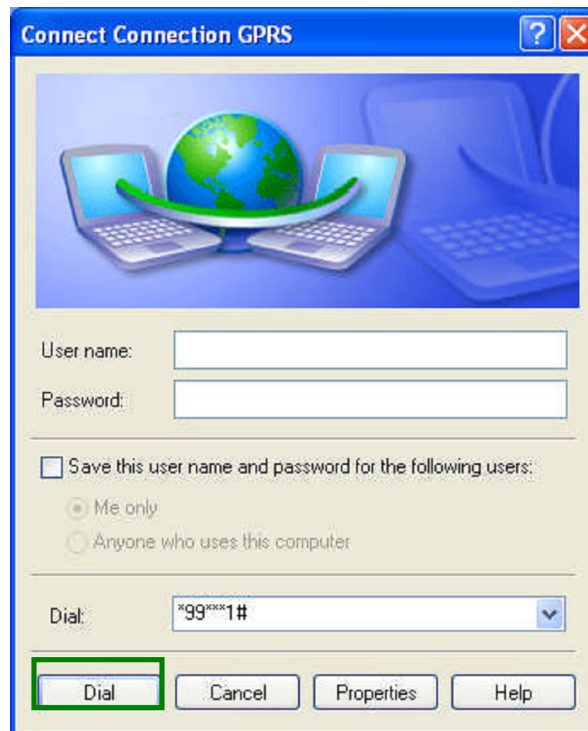 Connect Connection GPRS
User name:
Password:
Save this user name and password for the following users:
Me only
Anyone who uses this computer
Dial: *99***1#
Dial Cancel Properties Help